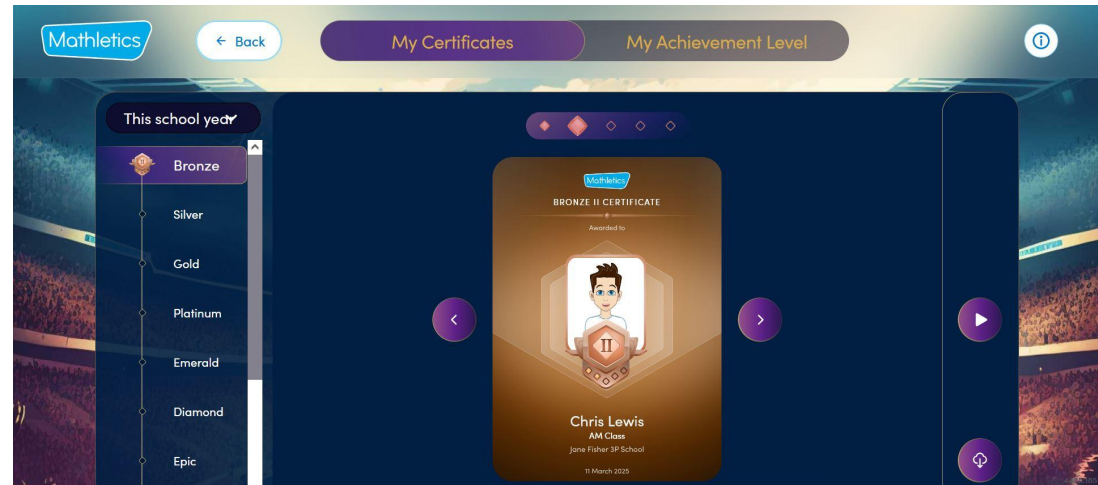 Mathletics
← Back
My Certificates
My Achievement Level
This school year
Bronze
Silver
Gold
Platinum
Emerald
Diamond
Epic
Mathletics
BRONZE II CERTIFICATE
Awarded to
II
Chris Lewis
AM Class
Jane Fisher 3P School
11 March 2025